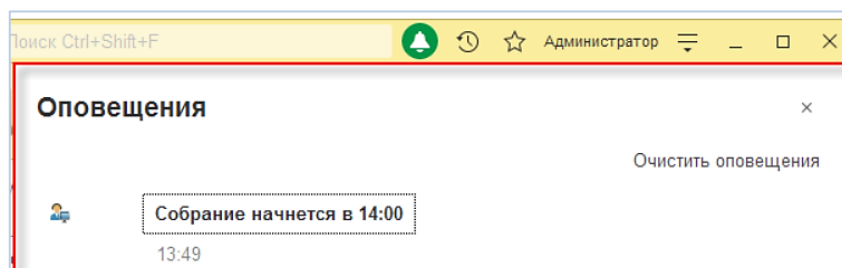 Поиск Ctrl+Shift+F Администратор
Оповещения
Очистить оповещения
Собрание начнется в 14:00
13:49